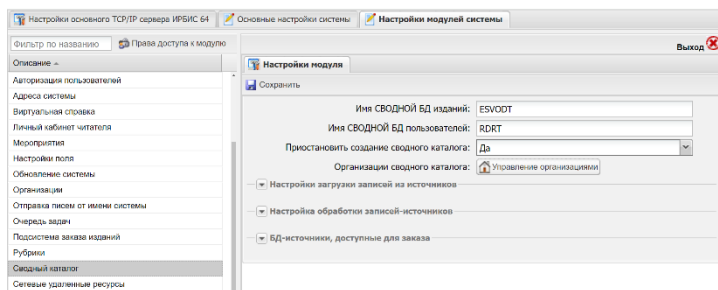 Настройки основного TCP/IP сервера ИРБИС 64 Основные настройки системы Настройки модулей системы
Фильтр по названию Права доступа к модулю
Выход
Описание
Авторизация пользователей
Адреса системы
Виртуальная справка
Личный кабинет читателя
Мероприятия
Настройки поля
Обновление системы
Организации
Отправка писем от имени системы
Очередь задач
Подсистема заказа изданий
Рубрики
Сводный каталог
Сетевые удаленные ресурсы
Настройки модуля
Сохранить
Имя СВОДНОЙ БД изданий: ESVODT
Имя СВОДНОЙ БД пользователей: RDRT
Приостановить создание сводного каталога: Да
Организации сводного каталога: Управление организациями
Настройки загрузки записей из источников
Настройка обработки записей-источников
БД-источники, доступные для заказа